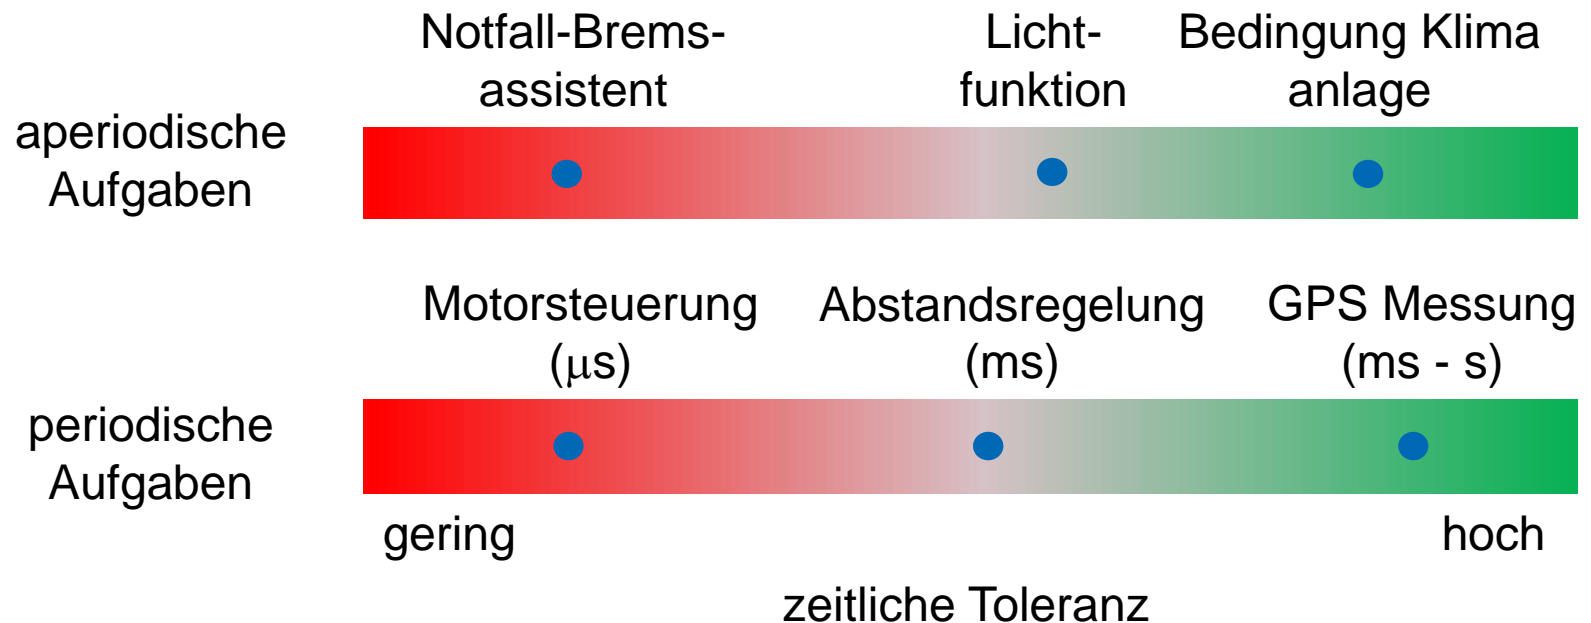 Notfall-Brems-
assistent
Licht-
funktion
Bedingung Klima
anlage
aperiodische
Aufgaben
Motorsteuerung
(μs)
Abstandsregelung
(ms)
GPS Messung
(ms - s)
periodische
Aufgaben
gering
hoch
zeitliche Toleranz